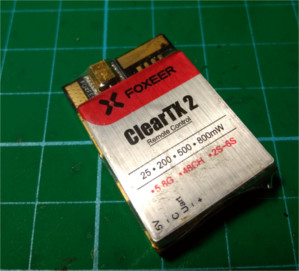 FOXEER
ClearTX 2
Remote Control
25•200•500•800mW
•5.8G •48CH •2S-6S